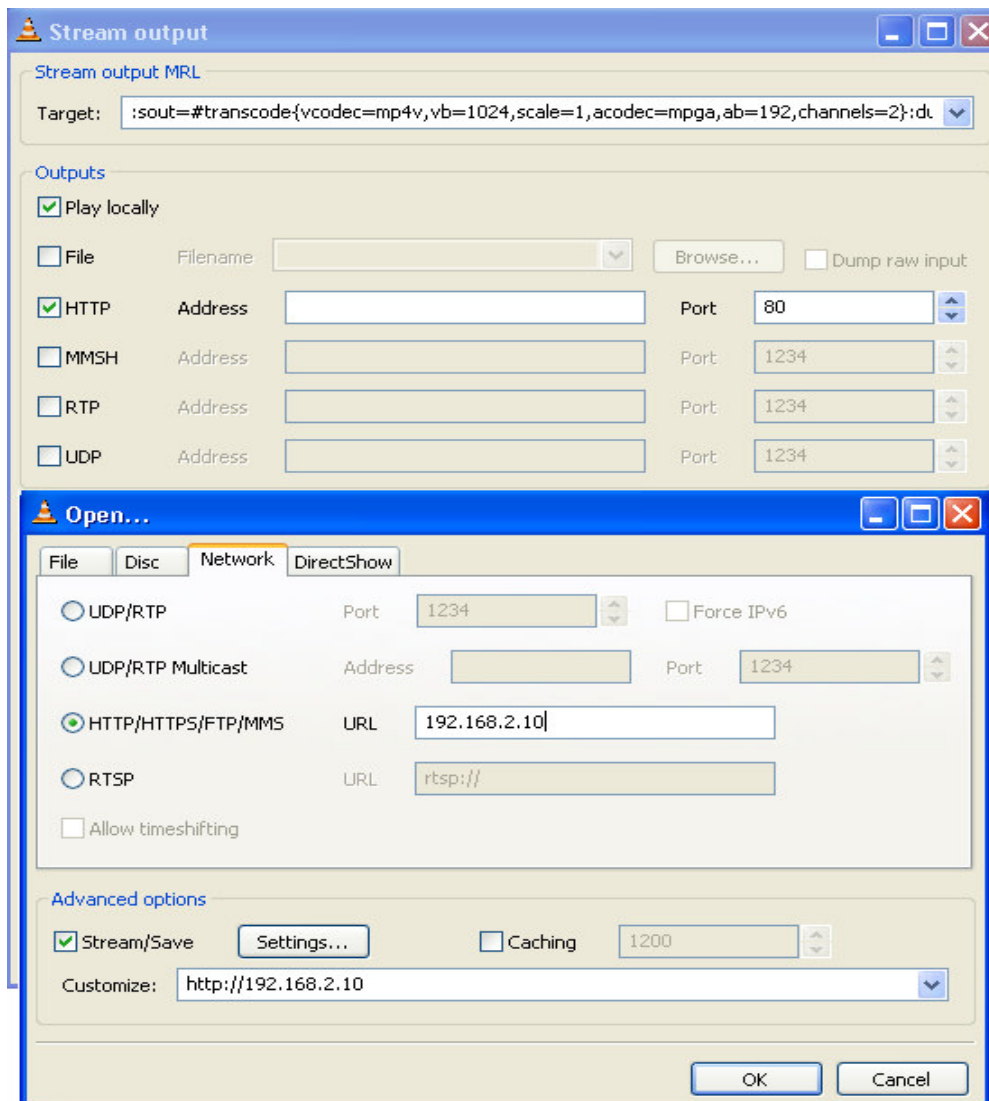 Stream output
Stream output MRL
Target: :sout=#transcode{vcodec=mp4v,vb=1024,scale=1,acodec=mpga,ab=192,channels=2}:du
Outputs
Play locally
File Filename Browse... Dump raw input
HTTP Address Port 80
MMSH Address Port 1234
RTP Address Port 1234
UDP Address Port 1234
Open...
File Disc Network DirectShow
UDP/RTP Port 1234 Force IPv6
UDP/RTP Multicast Address Port 1234
HTTP/HTTPS/FTP/MMS URL 192.168.2.10
RTSP URL rtsp://
Allow timeshifting
Advanced options
Stream/Save Settings... Caching 1200
Customize: http://192.168.2.10
OK Cancel